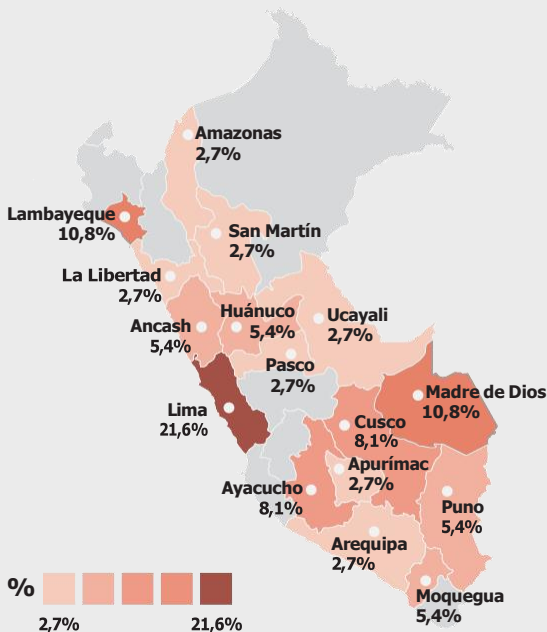 Amazonas
2,7%
Lambayeque
10,8%
San Martín
2,7%
La Libertad
2,7%
Huánuco
5,4%
Ucayali
2,7%
Ancash
5,4%
Pasco
2,7%
Madre de Dios
10,8%
Lima
21,6%
Cusco
8,1%
Apurímac
2,7%
Ayacucho
8,1%
Puno
5,4%
Arequipa
2,7%
Moquegua
5,4%
%
2,7%
21,6%